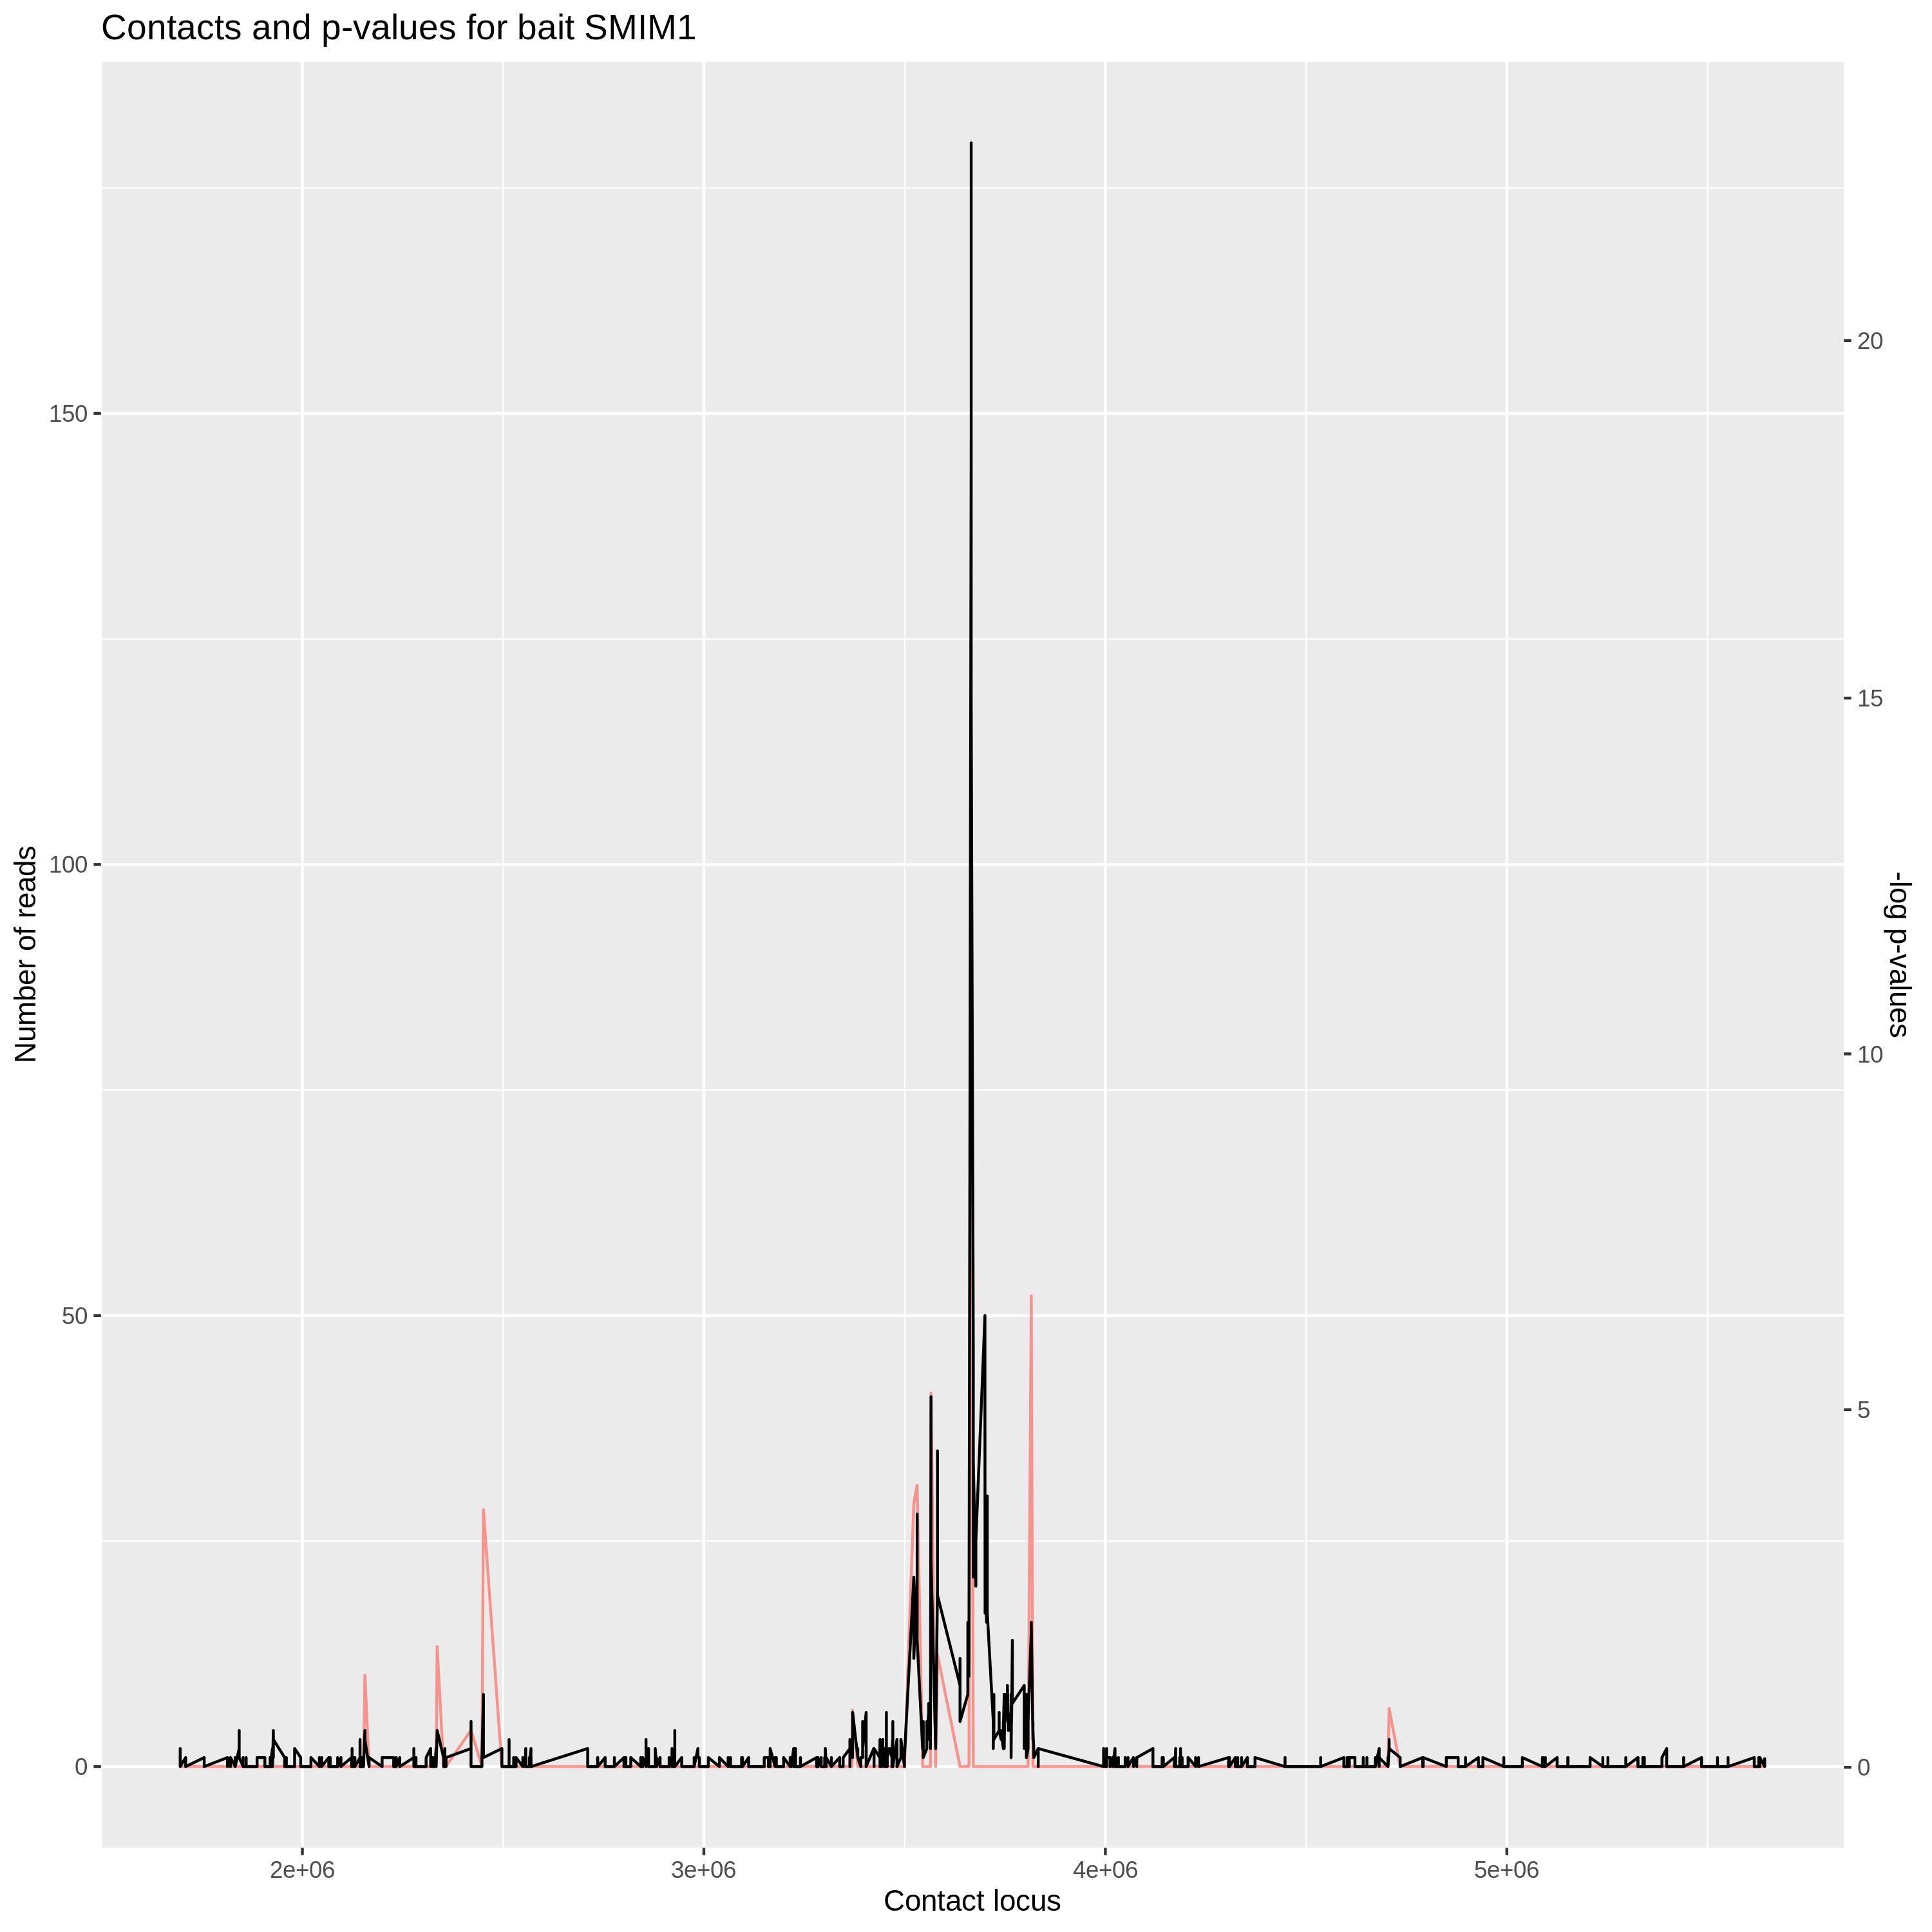 Contacts and p-values for bait SMIM1
Number of reads
150
100
50
0
20
15
10
5
0
-log p-values
2e+06
3e+06
4e+06
5e+06
Contact locus